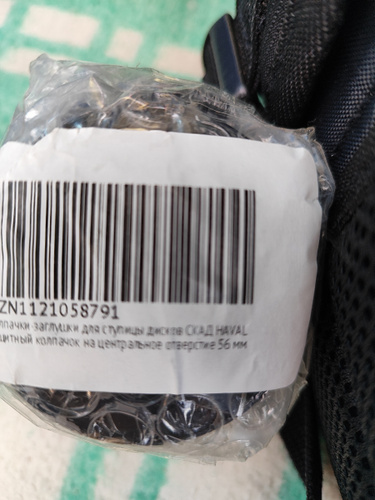 ZN1121058791
лпачки-заглушки для ступицы дисков СКАД HAVAL
щитный колпачок на центральное отверстие 56 мм